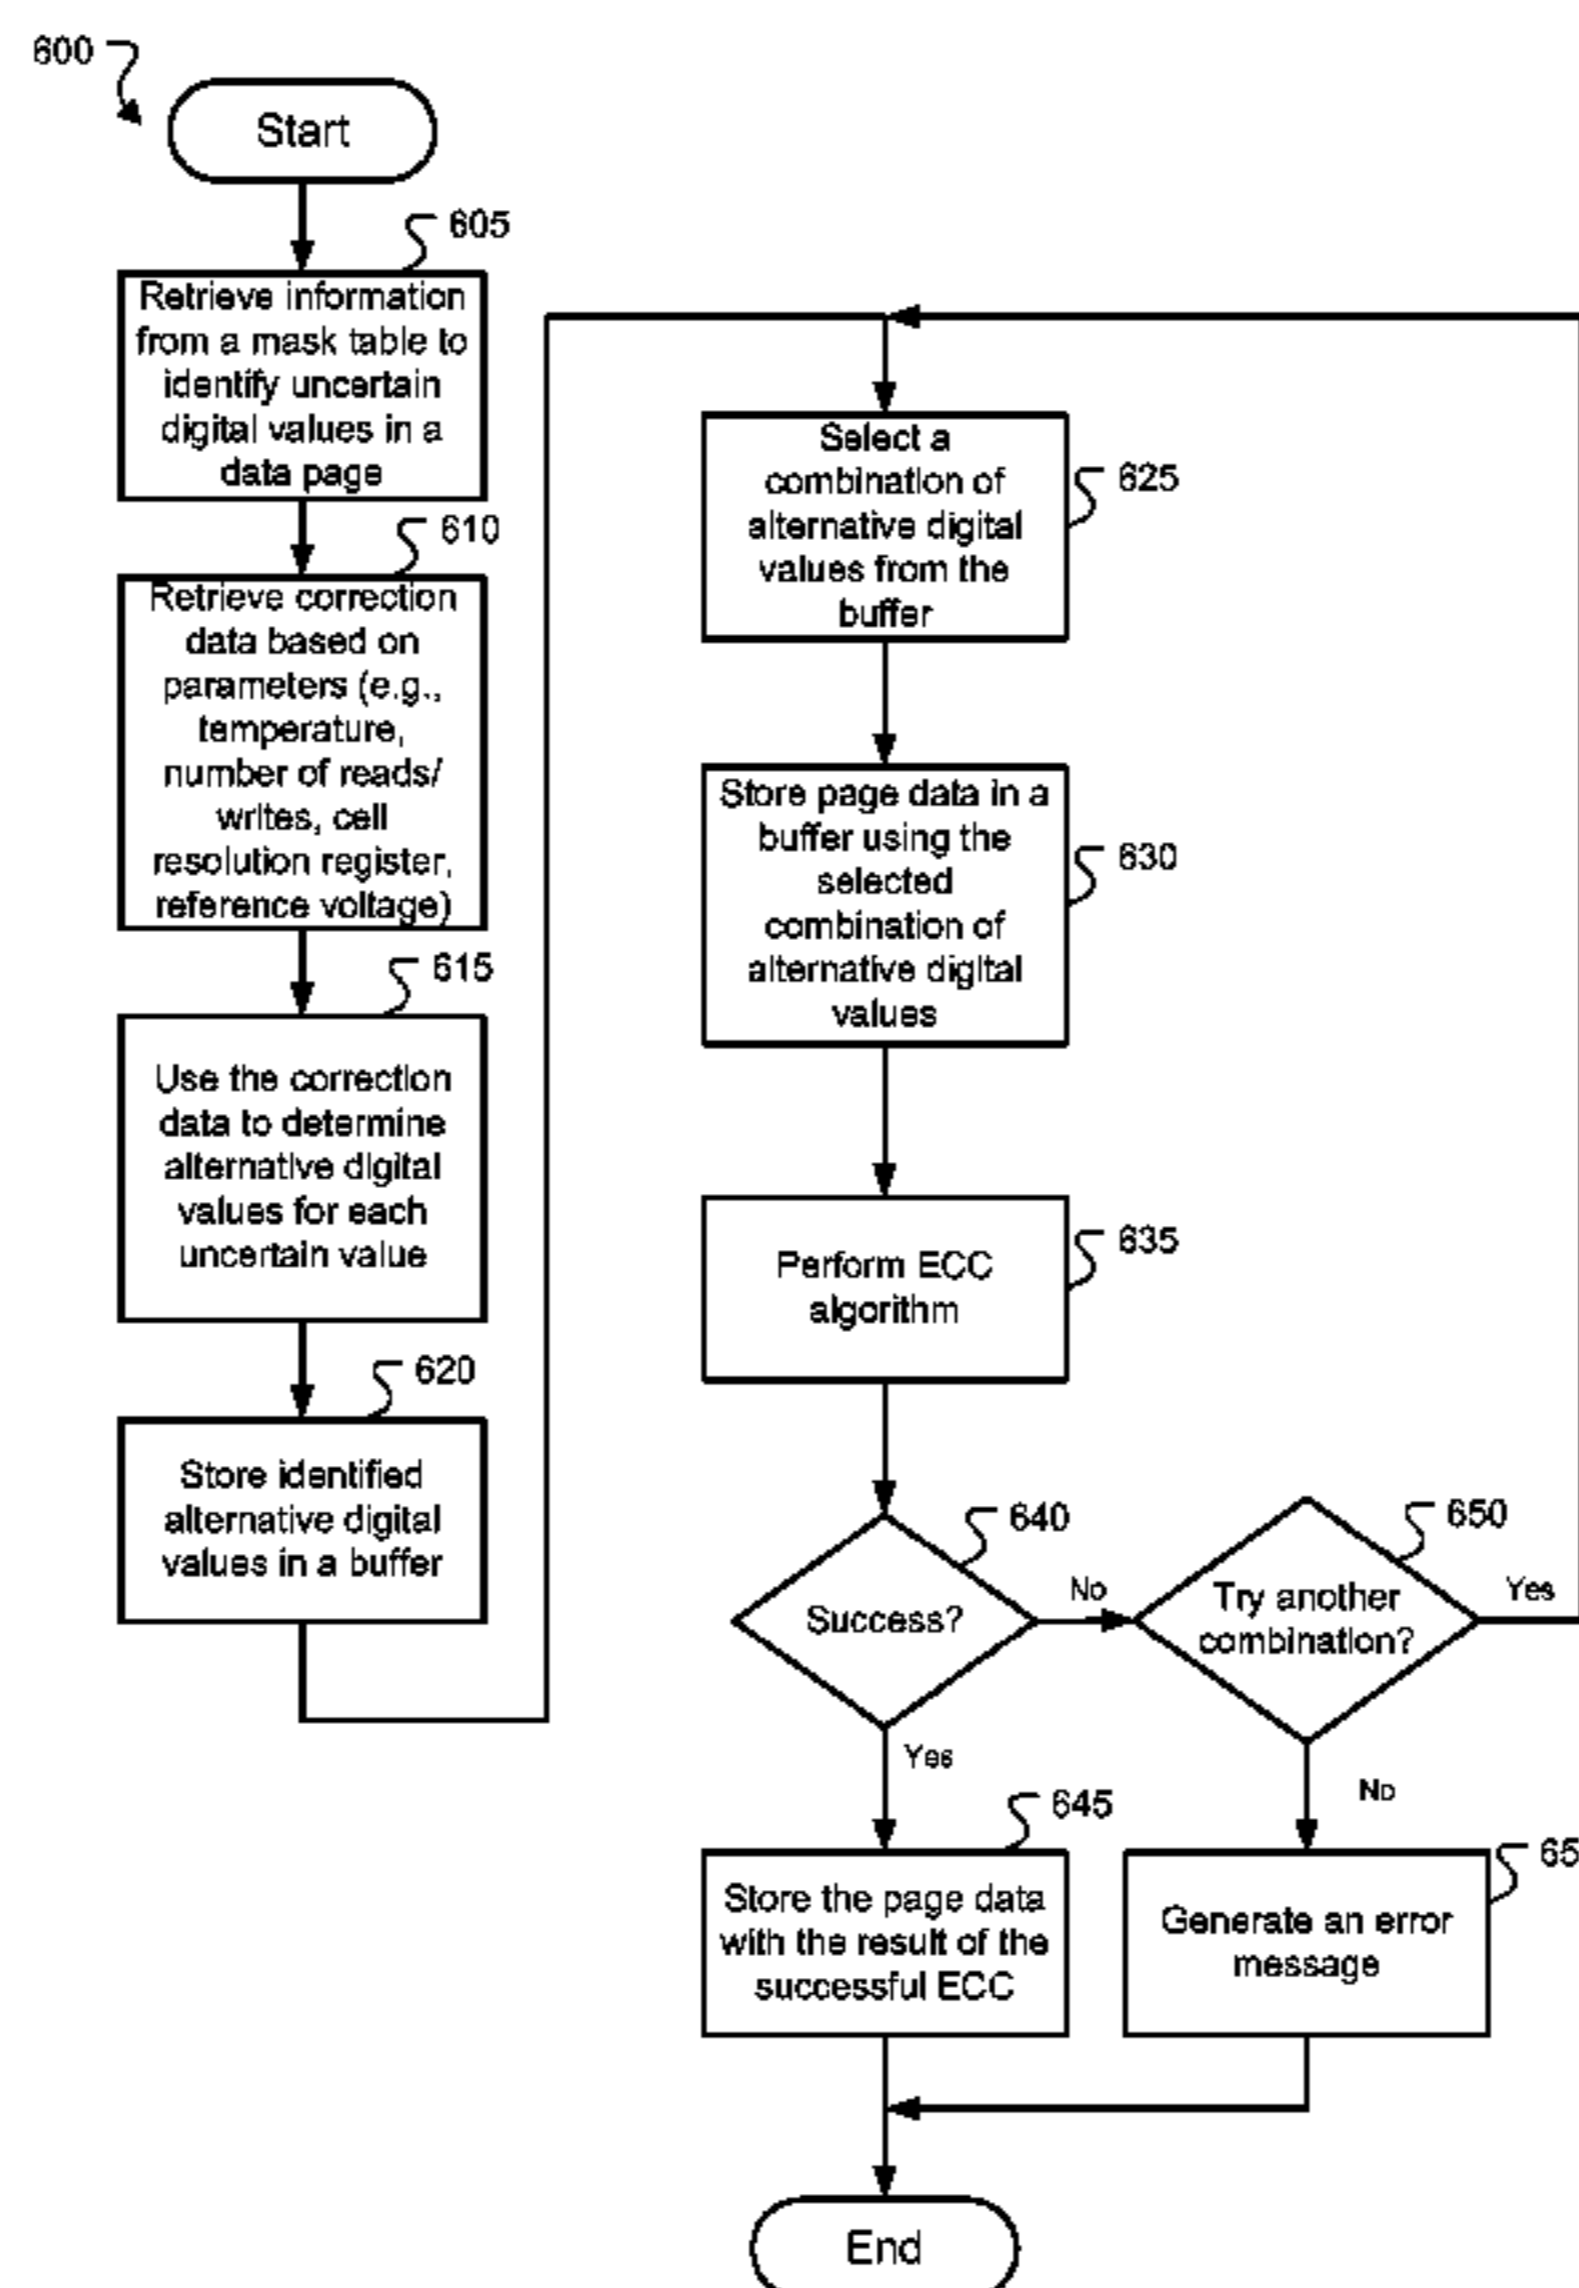 600
Start
605
Retrieve information
from a mask table to
identify uncertain
digital values in a
data page
610
Retrieve correction
data based on
parameters (e.g.,
temperature,
number of reads/
writes, cell
resolution register,
reference voltage)
615
Use the correction
data to determine
alternative digital
values for each
uncertain value
620
Store identified
alternative digital
values in a buffer
625
Select a
combination of
alternative digital
values from the
buffer
630
Store page data in a
buffer using the
selected
combination of
alternative digital
values
635
Perform ECC
algorithm
640
Success?
No
Yes
650
Try another
combination?
Yes
No
645
Store the page data
with the result of the
successful ECC
65
Generate an error
message
End